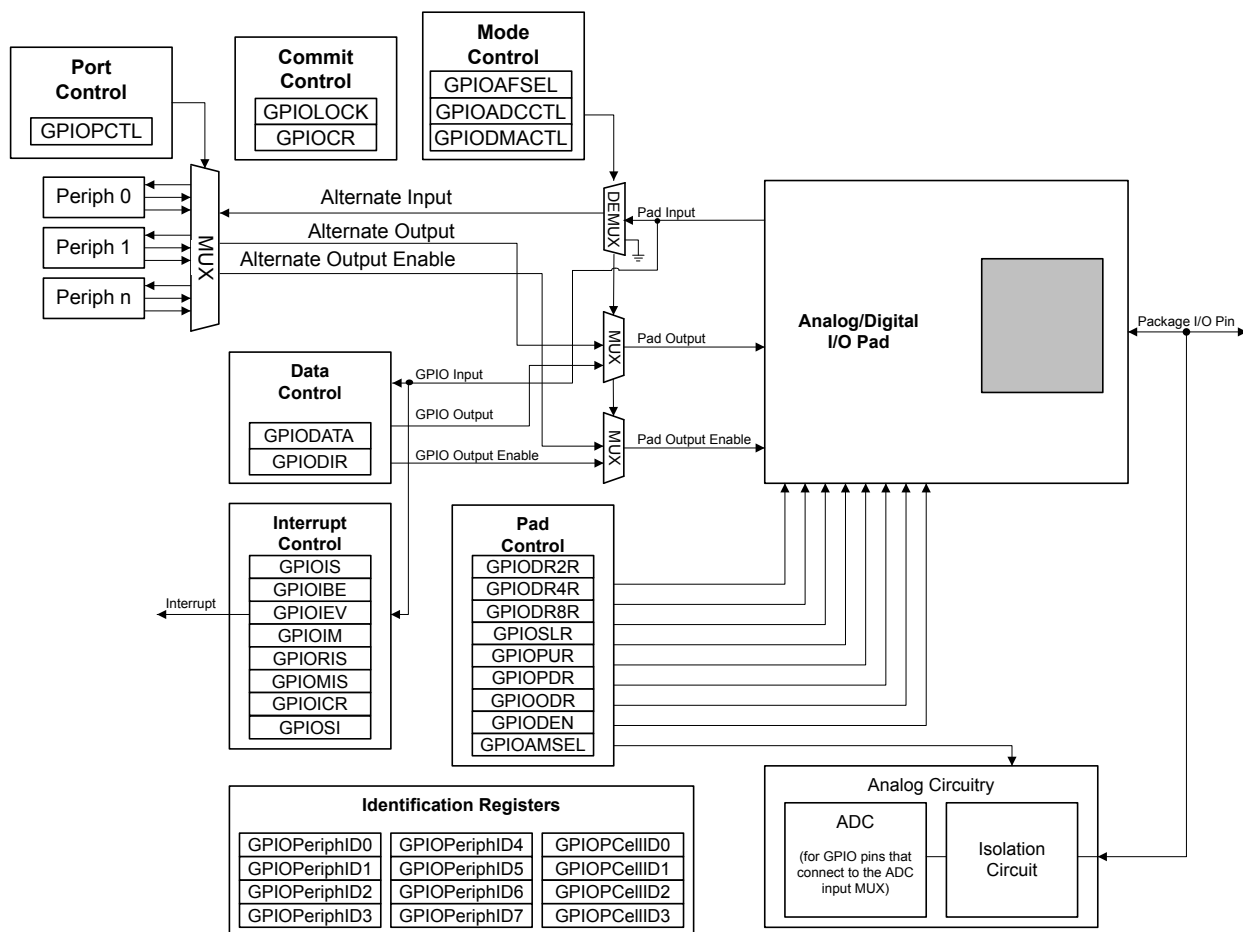 Port
Control
GPIOPCTL
Commit
Control
GPIOLOCK
GPIOCR
Mode
Control
GPIOAFSEL
GPIOADCCTL
GPIODMACTL
Periph 0
Periph 1
Periph n
MUX
Alternate Input
Alternate Output
Alternate Output Enable
DEMUX
Pad Input
MUX
Pad Output
MUX
Pad Output Enable
Analog/Digital
I/O Pad
Package I/O Pin
Data
Control
GPIODATA
GPIODIR
GPIO Input
GPIO Output
GPIO Output Enable
Interrupt
Control
GPIOIS
GPIOIBE
GPIOIEV
GPIOIM
GPIORIS
GPIOMIS
GPIOICR
GPIOSI
Interrupt
Pad
Control
GPIODR2R
GPIODR4R
GPIODR8R
GPIOSLR
GPIOPUR
GPIOPDR
GPIOODR
GPIODEN
GPIOAMSEL
Analog Circuitry
ADC
(for GPIO pins that
connect to the ADC
input MUX)
Isolation
Circuit
Identification Registers
GPIOPeriphID0 GPIOPeriphID4 GPIOPCellID0
GPIOPeriphID1 GPIOPeriphID5 GPIOPCellID1
GPIOPeriphID2 GPIOPeriphID6 GPIOPCellID2
GPIOPeriphID3 GPIOPeriphID7 GPIOPCellID3